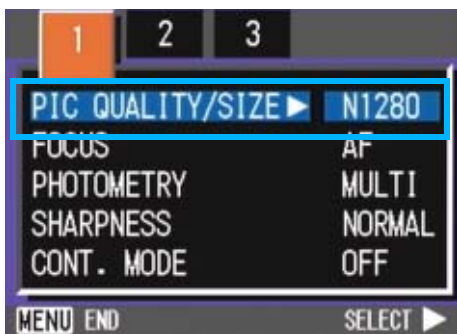 1 2 3
PIC QUALITY/SIZE▶ N1280
FOCUS AF
PHOTOMETRY MULTI
SHARPNESS NORMAL
CONT. MODE OFF
MENU END SELECT ▶